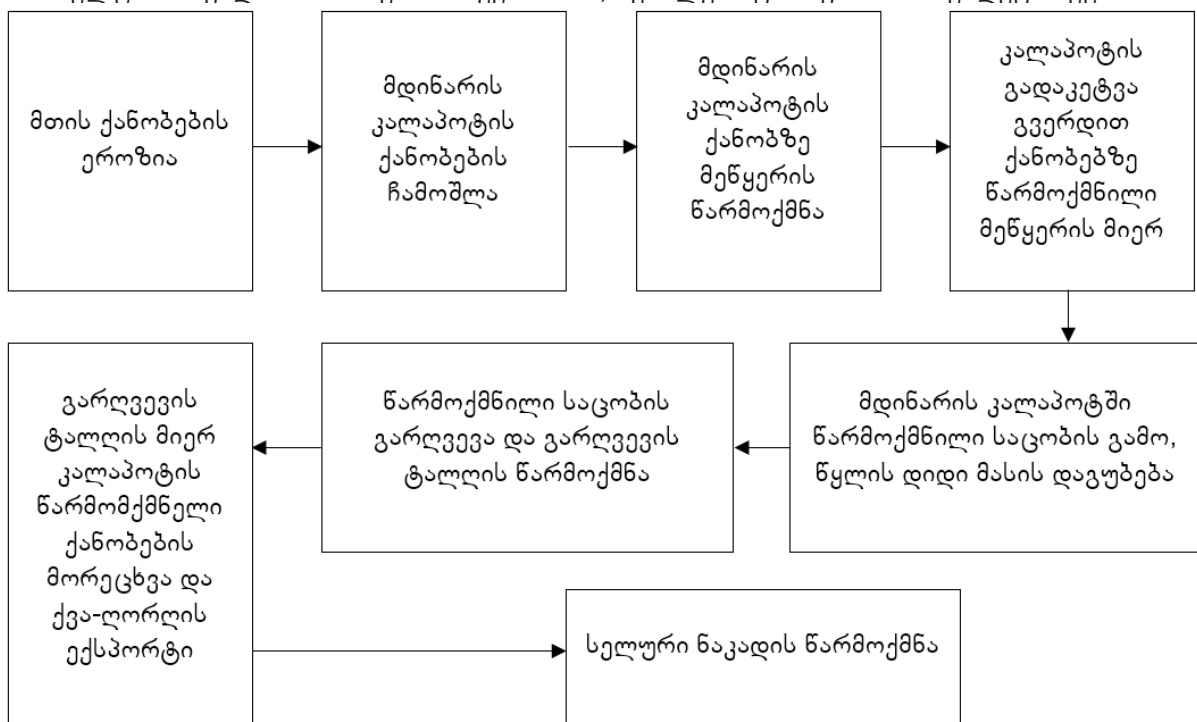 მთის ქანობების
ეროზია
მდინარის
კალაპოტის
ქანობების
ჩამოშლა
მდინარის
კალაპოტის
ქანობზე
მეწყერის
წარმოქმნა
კალაპოტის
გადაკეტვა
გვერდით
ქანობებზე
წარმოქმნილი
მეწყერის მიერ
მდინარის კალაპოტში
წარმოქმნილი საცობის გამო,
წყლის დიდი მასის დაგუბება
წარმოქმნილი საცობის
გარღვევა და გარღვევის
ტალღის წარმოქმნა
გარღვევის
ტალღის მიერ
კალაპოტის
წარმომქმნელი
ქანობების
მორეცხვა და
ქვა-ღორღის
ექსპორტი
სელური ნაკადის წარმოქმნა